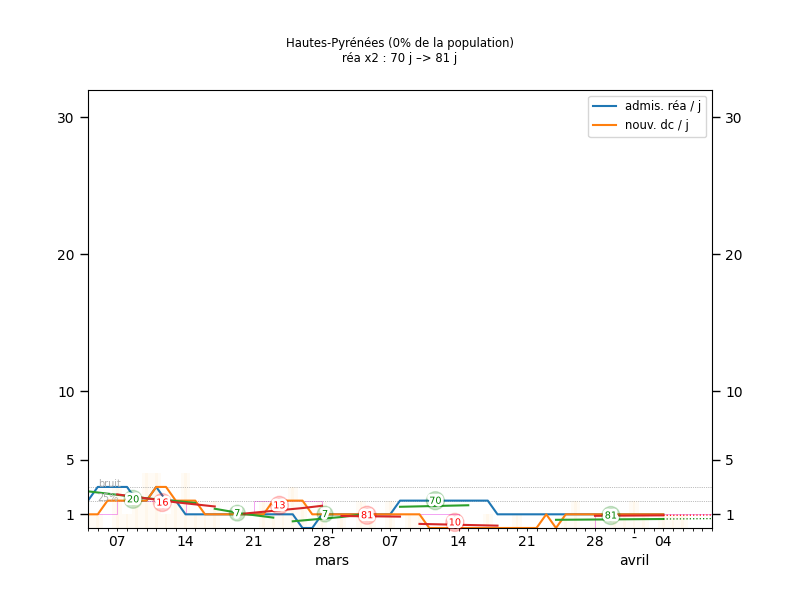 Hautes-Pyrénées (0% de la population)
réa x2 : 70 j –> 81 j
admis. réa / j
nouv. dc / j
30 30
20 20
10 10
5 5
1 1
bruit
25%
20 16 7 13 7 81 70 10 81
07 14 21 28 07 14 21 28 04
mars avril